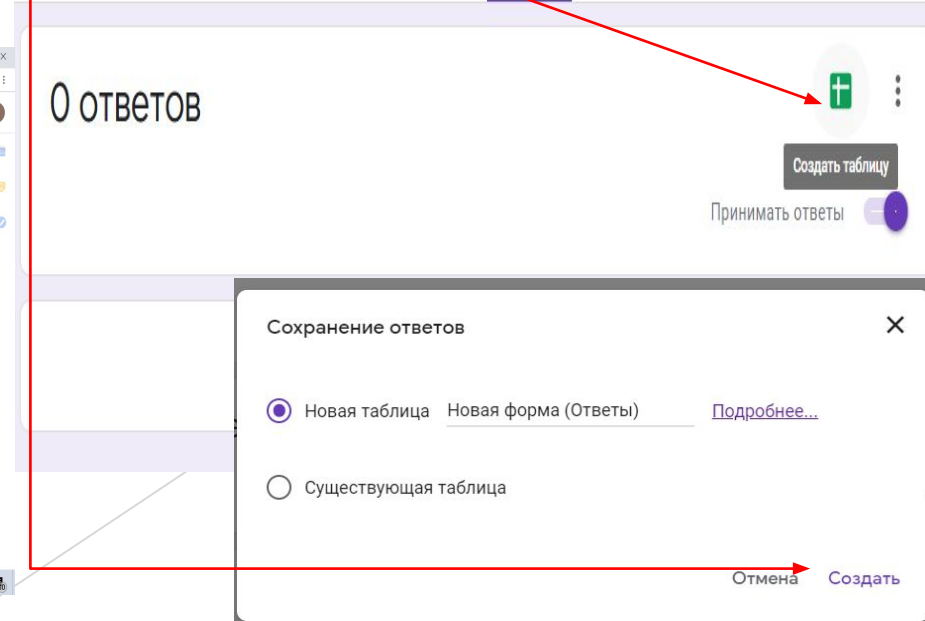 0 ответов
Создать таблицу
Принимать ответы
Сохранение ответов
Новая таблица Новая форма (Ответы) Подробнее...
Существующая таблица
Отмена Создать